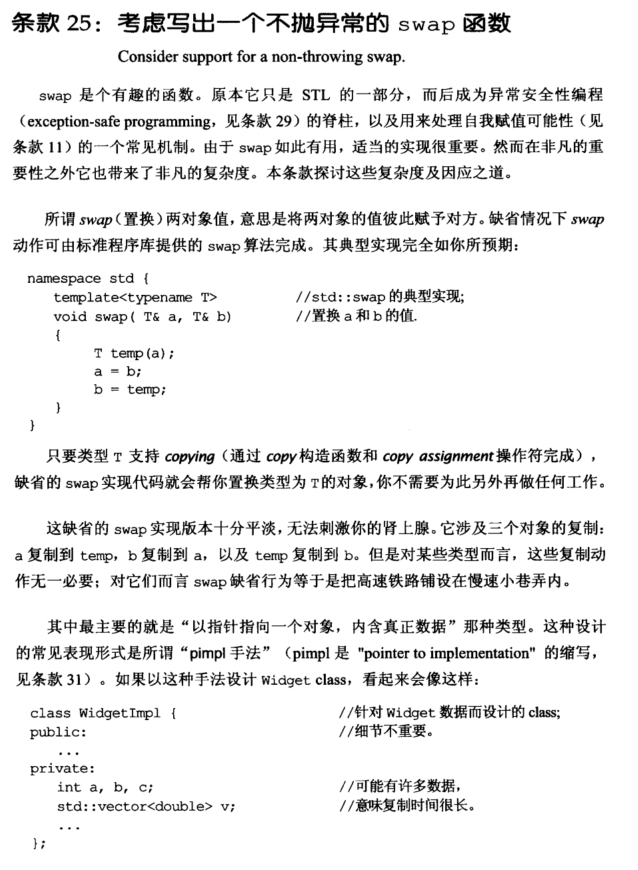 条款 25：考虑写出一个不抛异常的 swap 函数
Consider support for a non-throwing swap.
swap 是个有趣的函数。原本它只是 STL 的一部分，而后成为异常安全性编程
（exception-safe programming，见条款 29）的脊柱，以及用来处理自我赋值可能性（见
条款 11）的一个常见机制。由于 swap 如此有用，适当的实现很重要。然而在非凡的重
要性之外它也带来了非凡的复杂度。本条款探讨这些复杂度及因应之道。
所谓 swap（置换）两对象值，意思是将两对象的值彼此赋予对方。缺省情况下 swap
动作可由标准程序库提供的 swap 算法完成。其典型实现完全如你所预期：
namespace std {
template<typename T> //std::swap 的典型实现;
void swap( T& a, T& b) //置换 a 和 b 的值.
{
T temp(a);
a = b;
b = temp;
}
}
只要类型 T 支持 copying（通过 copy 构造函数和 copy assignment 操作符完成），
缺省的 swap 实现代码就会帮你置换类型为 T 的对象，你不需要为此另外再做任何工作。
这缺省的 swap 实现版本十分平淡，无法刺激你的肾上腺。它涉及三个对象的复制：
a 复制到 temp，b 复制到 a，以及 temp 复制到 b。但是对某些类型而言，这些复制动
作无一必要；对它们而言 swap 缺省行为等于是把高速铁路铺设在慢速小巷弄内。
其中最主要的就是“以指针指向一个对象，内含真正数据”那种类型。这种设计
的常见表现形式是所谓“pimpl 手法”（pimpl 是 "pointer to implementation" 的缩写，
见条款 31）。如果以这种手法设计 Widget class，看起来会像这样：
class WidgetImpl { //针对 Widget 数据而设计的 class;
public: //细节不重要。
...
private:
int a, b, c; //可能有许多数据，
std::vector<double> v; //意味复制时间很长。
...
};